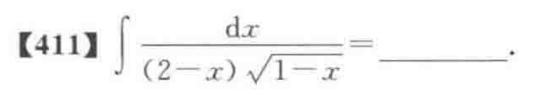 【411】∫ dx / ((2-x)√(1-x)) = ________.